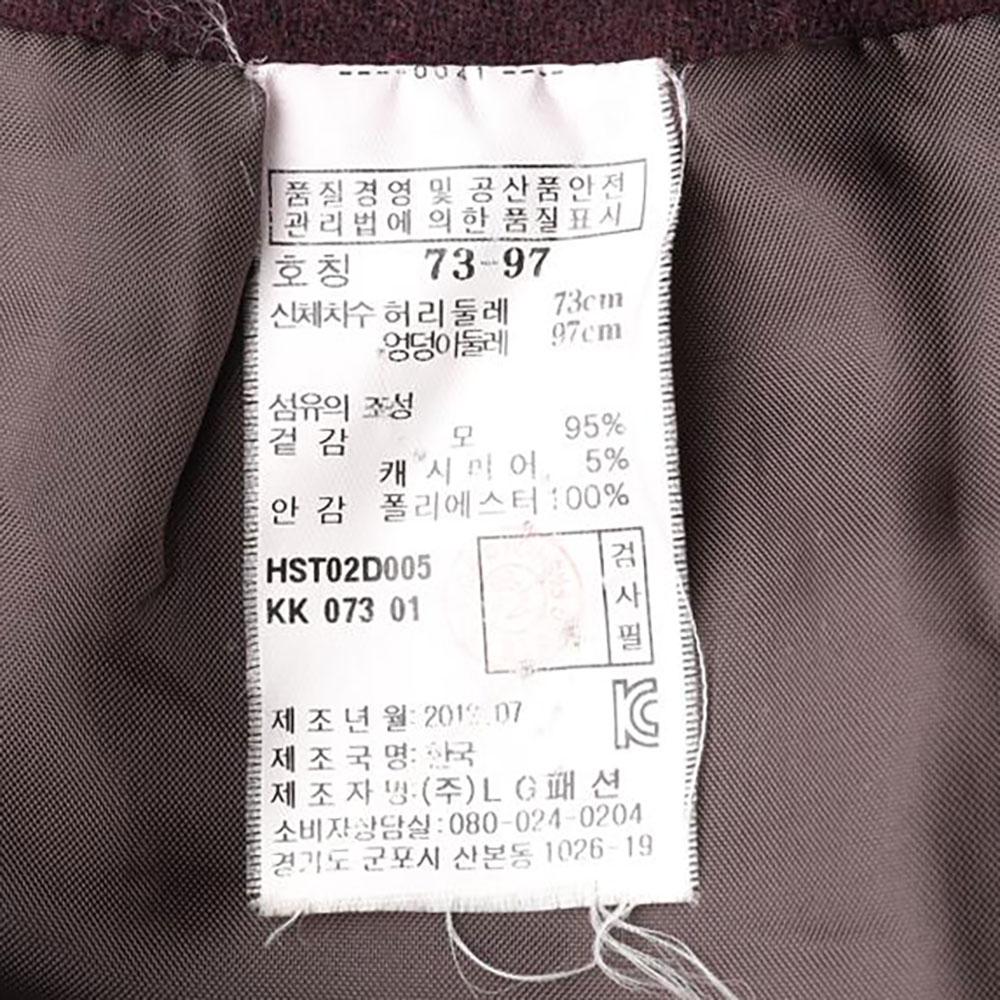 품질경영 및 공산품안전
관리법에 의한 품질표시
호칭 73-97
신체치수 허리둘레 73cm
엉덩이둘레 97cm
섬유의 조성
겉감 모 95%
캐시미어 5%
안감 폴리에스터 100%
HST02D005
KK 073 01
검사필
제조년월:
제조국명: 한국
제조자명:(주)LG패션
소비자상담실:080-024-0204
경기도 군포시 산본동 1026-19